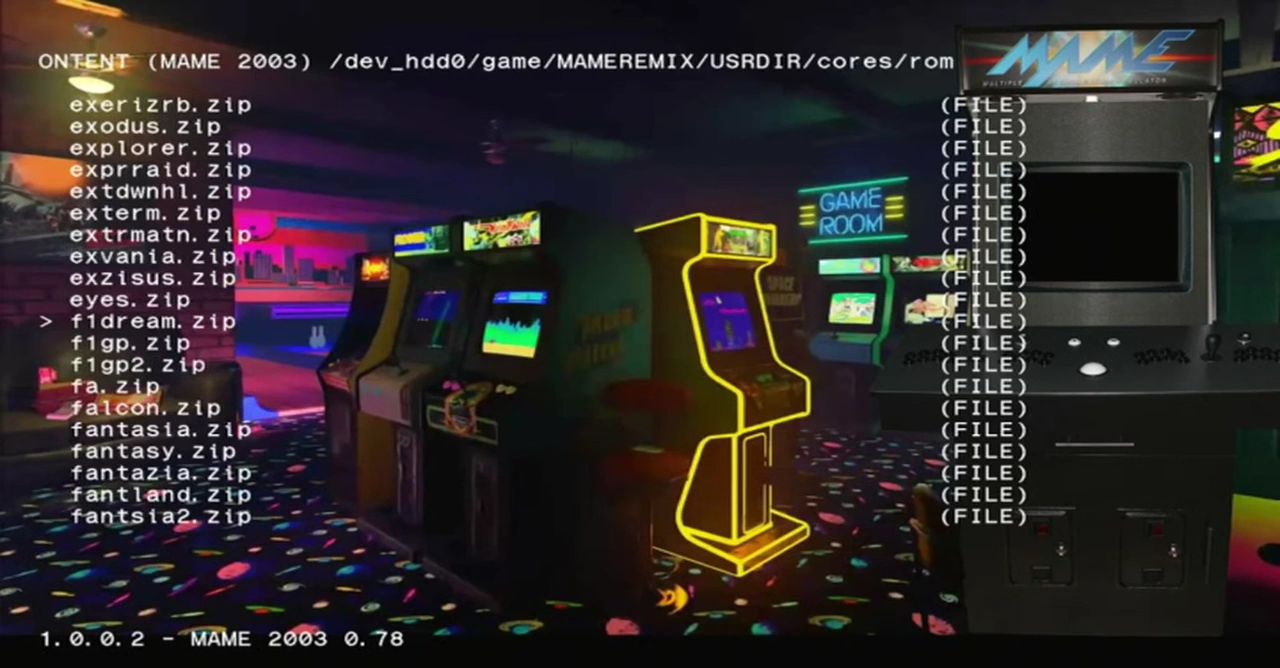 ONTENT (MAME 2003) /dev_hdd0/game/MAMEREMIX/USRDIR/cores/rom
MAME
exerizrb.zip (FILE)
exodus.zip (FILE)
explorer.zip (FILE)
exprraid.zip (FILE)
extdwnhl.zip (FILE)
exterm.zip (FILE)
extrmatn.zip (FILE)
exvania.zip (FILE)
exzisus.zip (FILE)
eyes.zip (FILE)
> f1dream.zip (FILE)
f1gp.zip (FILE)
f1gp2.zip (FILE)
fa.zip (FILE)
falcon.zip (FILE)
fantasia.zip (FILE)
fantasy.zip (FILE)
fantazia.zip (FILE)
fantland.zip (FILE)
fantsia2.zip (FILE)
GAME
ROOM
1.0.0.2 - MAME 2003 0.78